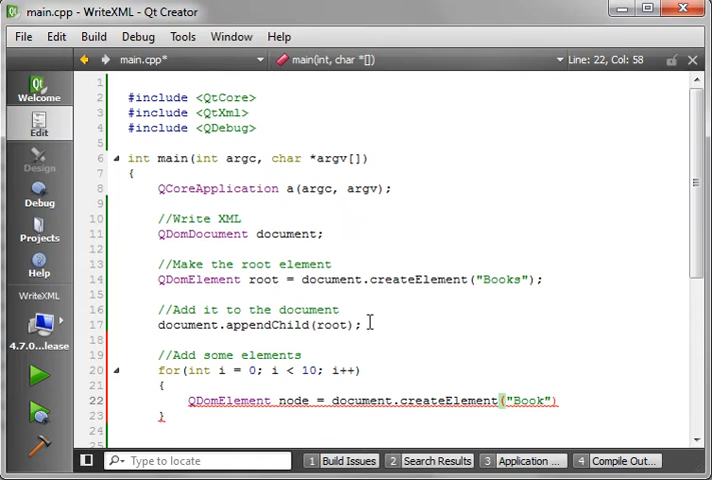 main.cpp - WriteXML - Qt Creator
File Edit Build Debug Tools Window Help
main.cpp* main(int, char *[]) Line: 22, Col: 58
Qt
Welcome
Edit
Design
Debug
Projects
Help
WriteXML
4.7.0...lease
1
2 #include <QtCore>
3 #include <QtXml>
4 #include <QDebug>
5
6 int main(int argc, char *argv[])
7 {
8 QCoreApplication a(argc, argv);
9
10 //Write XML
11 QDomDocument document;
12
13 //Make the root element
14 QDomElement root = document.createElement("Books");
15
16 //Add it to the document
17 document.appendChild(root);
18
19 //Add some elements
20 for(int i = 0; i < 10; i++)
21 {
22 QDomElement node = document.createElement("Book")
23 }
24
25
Type to locate 1 Build Issues 2 Search Results 3 Application ... 4 Compile Out...